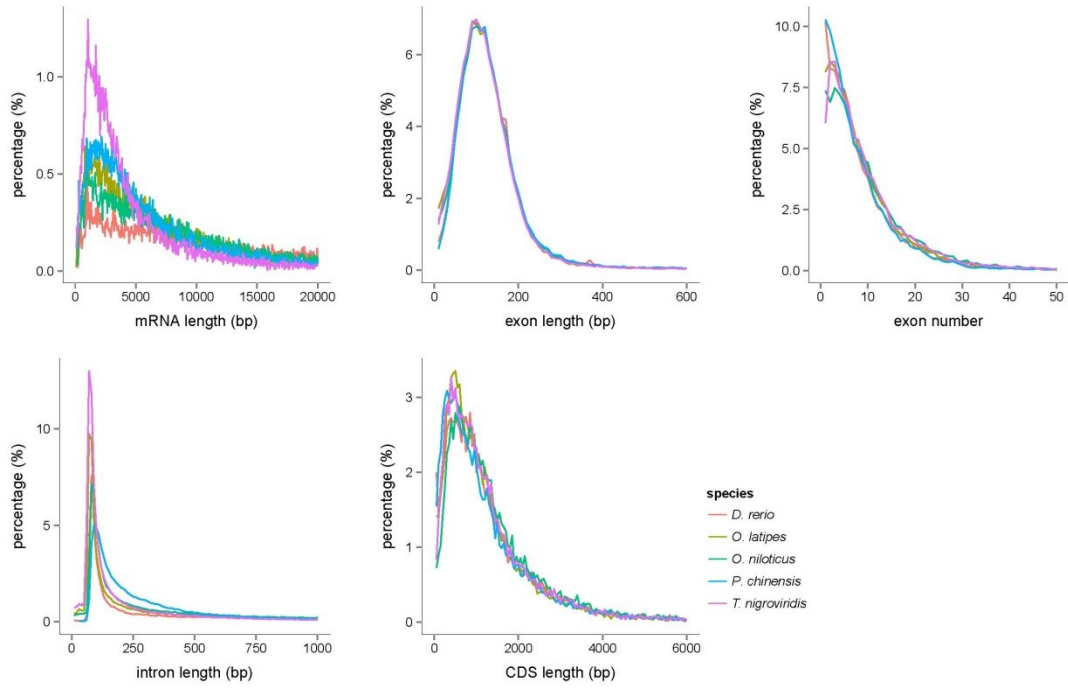 percentage (%)
1.0
0.5
0.0
0
5000
10000
15000
20000
mRNA length (bp)
percentage (%)
6
4
2
0
0
200
400
600
exon length (bp)
percentage (%)
10.0
7.5
5.0
2.5
0.0
0
10
20
30
40
50
exon number
percentage (%)
10
5
0
0
250
500
750
1000
intron length (bp)
percentage (%)
3
2
1
0
0
2000
4000
6000
CDS length (bp)
species
D. rerio
O. latipes
O. niloticus
P. chinensis
T. nigroviridis